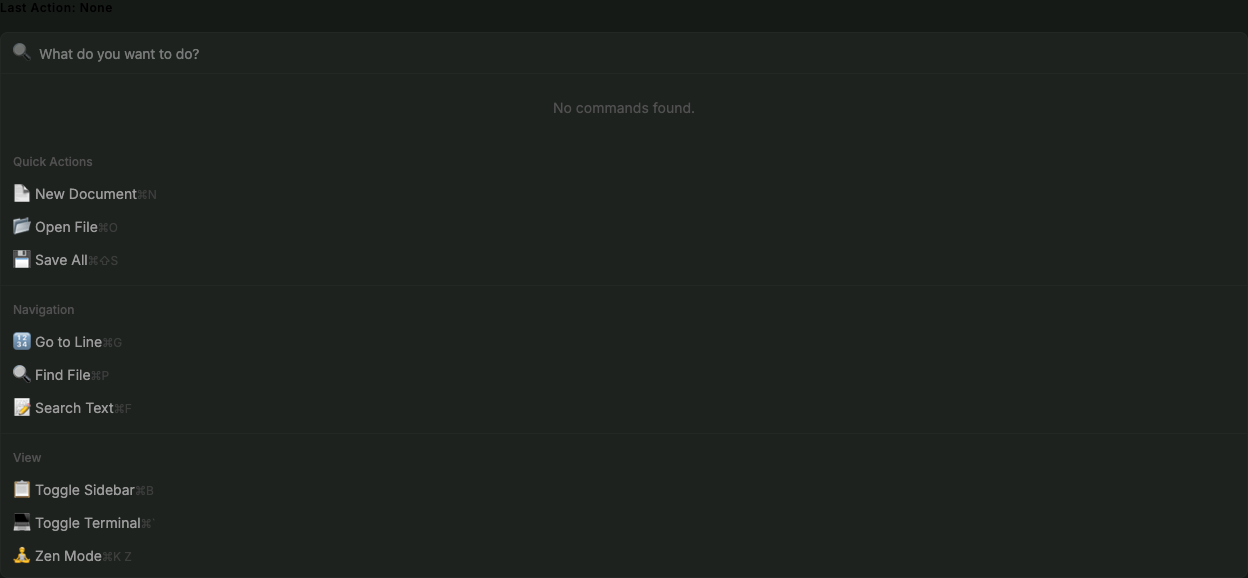 Last Action: None
What do you want to do?
No commands found.
Quick Actions
New Document⌘N
Open File⌘O
Save All⌘⇧S
Navigation
Go to Line⌘G
Find File⌘P
Search Text⌘F
View
Toggle Sidebar⌘B
Toggle Terminal⌘`
Zen Mode⌘K Z